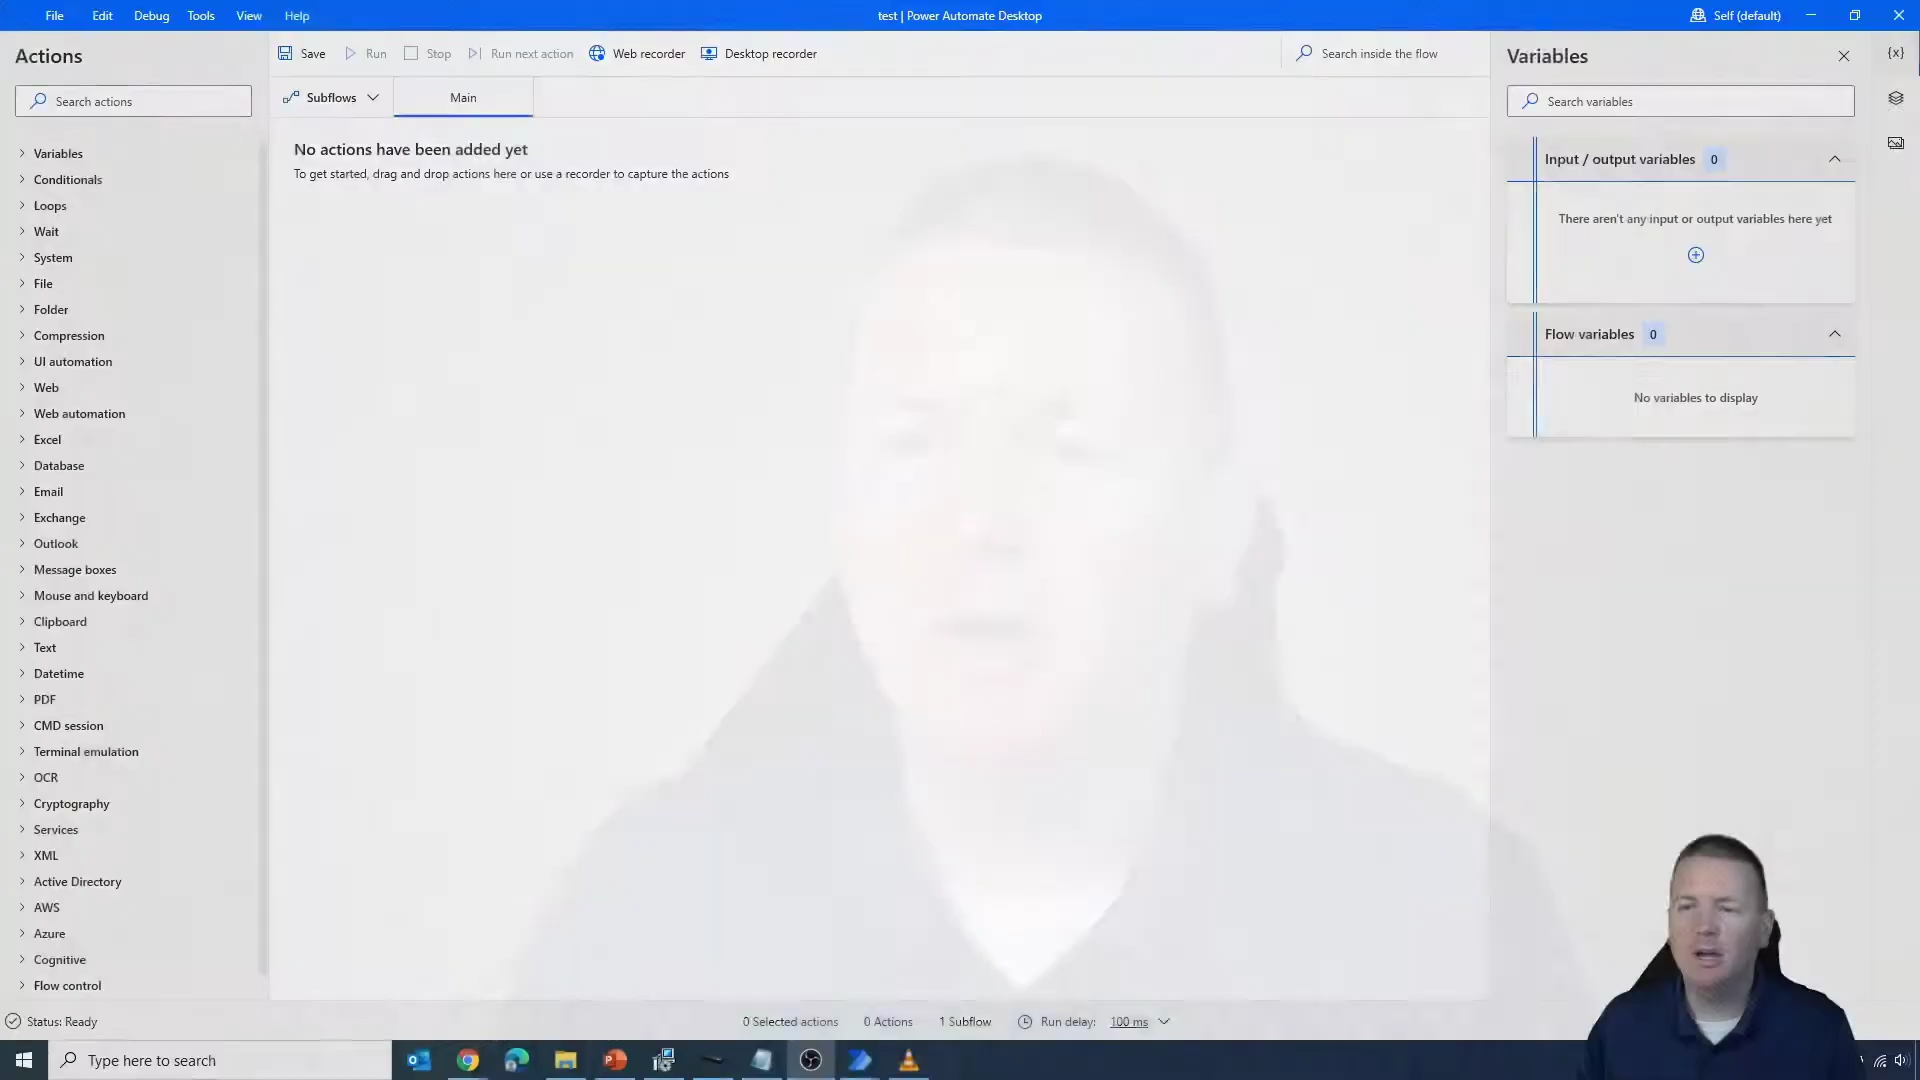 File Edit Debug Tools View Help test | Power Automate Desktop Self (default)
Actions
Search actions
Variables
Conditionals
Loops
Wait
System
File
Folder
Compression
UI automation
Web
Web automation
Excel
Database
Email
Exchange
Outlook
Message boxes
Mouse and keyboard
Clipboard
Text
Datetime
PDF
CMD session
Terminal emulation
OCR
Cryptography
Services
XML
Active Directory
AWS
Azure
Cognitive
Flow control
Save Run Stop Run next action Web recorder Desktop recorder Search inside the flow
Subflows Main
No actions have been added yet
To get started, drag and drop actions here or use a recorder to capture the actions
Variables
{x}
Search variables
Input / output variables 0
There aren't any input or output variables here yet
Flow variables 0
No variables to display
Status: Ready 0 Selected actions 0 Actions 1 Subflow Run delay: 100 ms
Type here to search